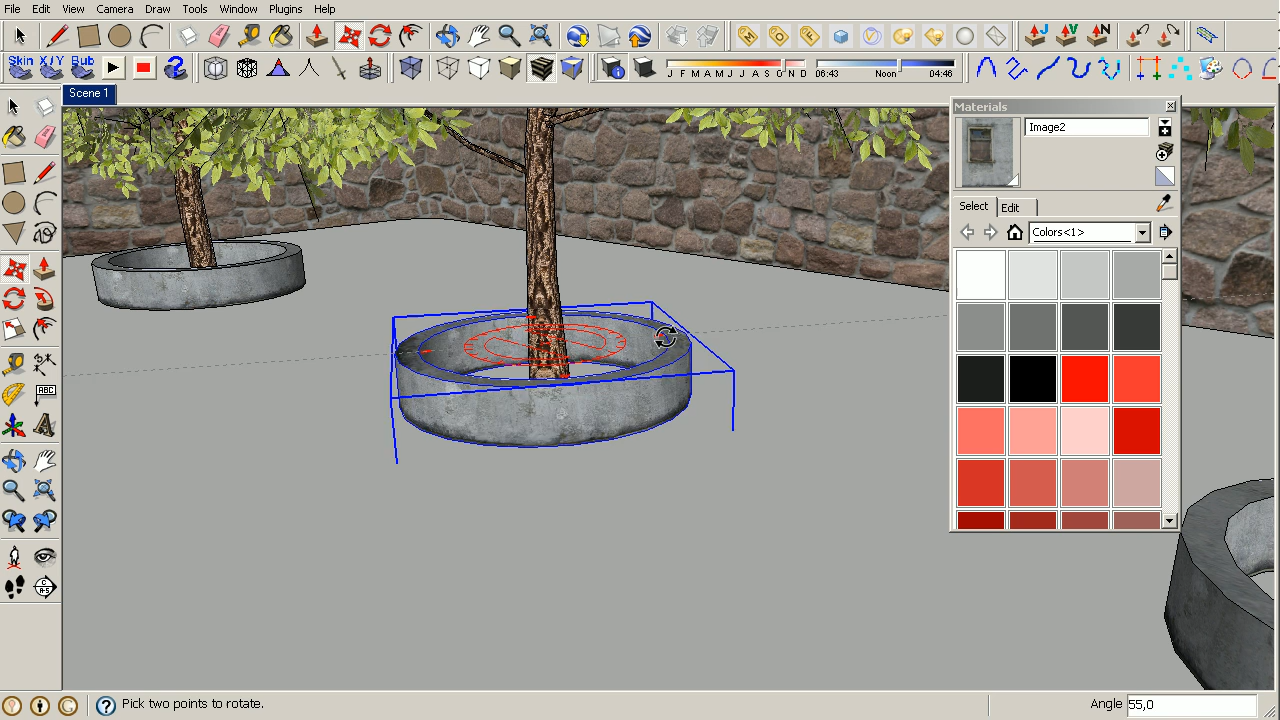 File Edit View Camera Draw Tools Window Plugins Help
Skin X/Y Bub
J F M A M J J A S O N D 06:43 Noon 04:46
Scene 1
Materials
Image2
Select Edit
Colors<1>
ABC
Pick two points to rotate.
Angle 55,0